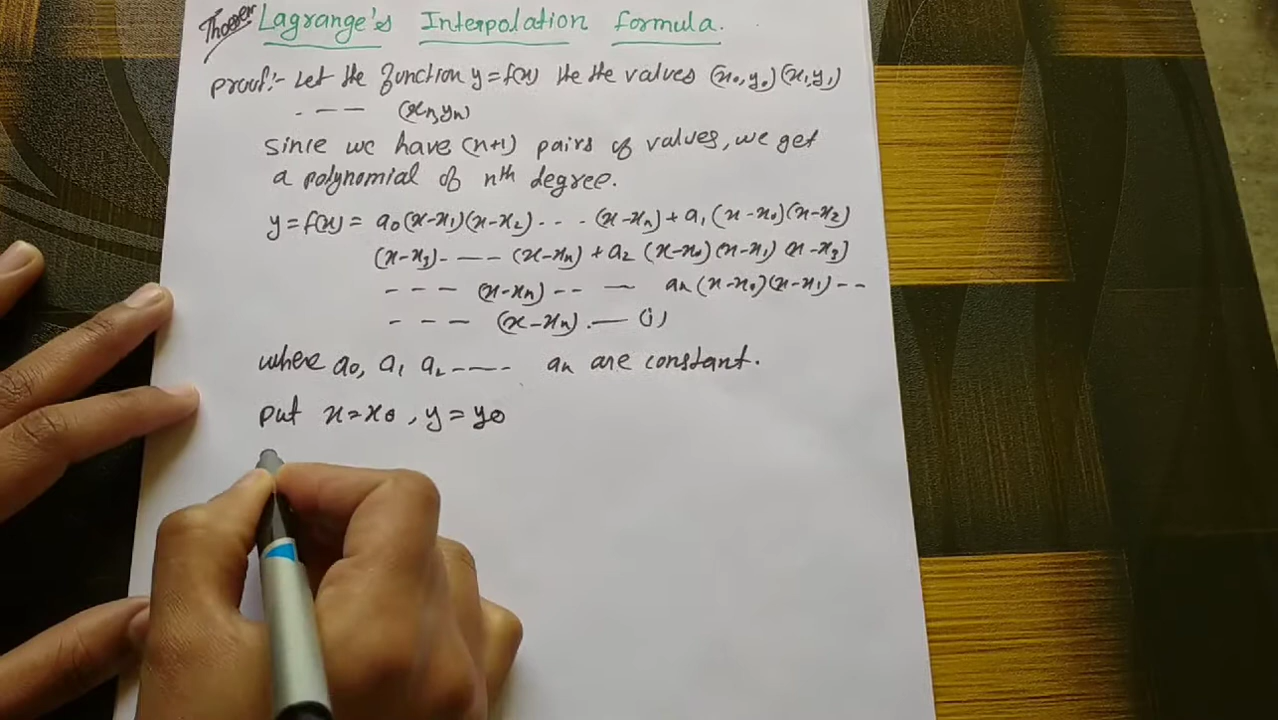 Thoerem Lagrange's Interpolation formula.
proof:- Let the function y=f(x) the the values (x₀,y₀)(x₁,y₁)
---- (xₙ,yₙ)
since we have (n+1) pairs of values, we get
a polynomial of nth degree.
y=f(x)= a₀(x-x₁)(x-x₂)....(x-xₙ)+a₁(x-x₀)(x-x₂)
(x-x₃)---- (x-xₙ)+a₂(x-x₀)(x-x₁)(x-x₃)
--- (x-xₙ)--- aₙ(x-x₀)(x-x₁)--
--- (x-xₙ).—(i)
where a₀, a₁ a₂----- aₙ are constant.
put x=x₀, y=y₀